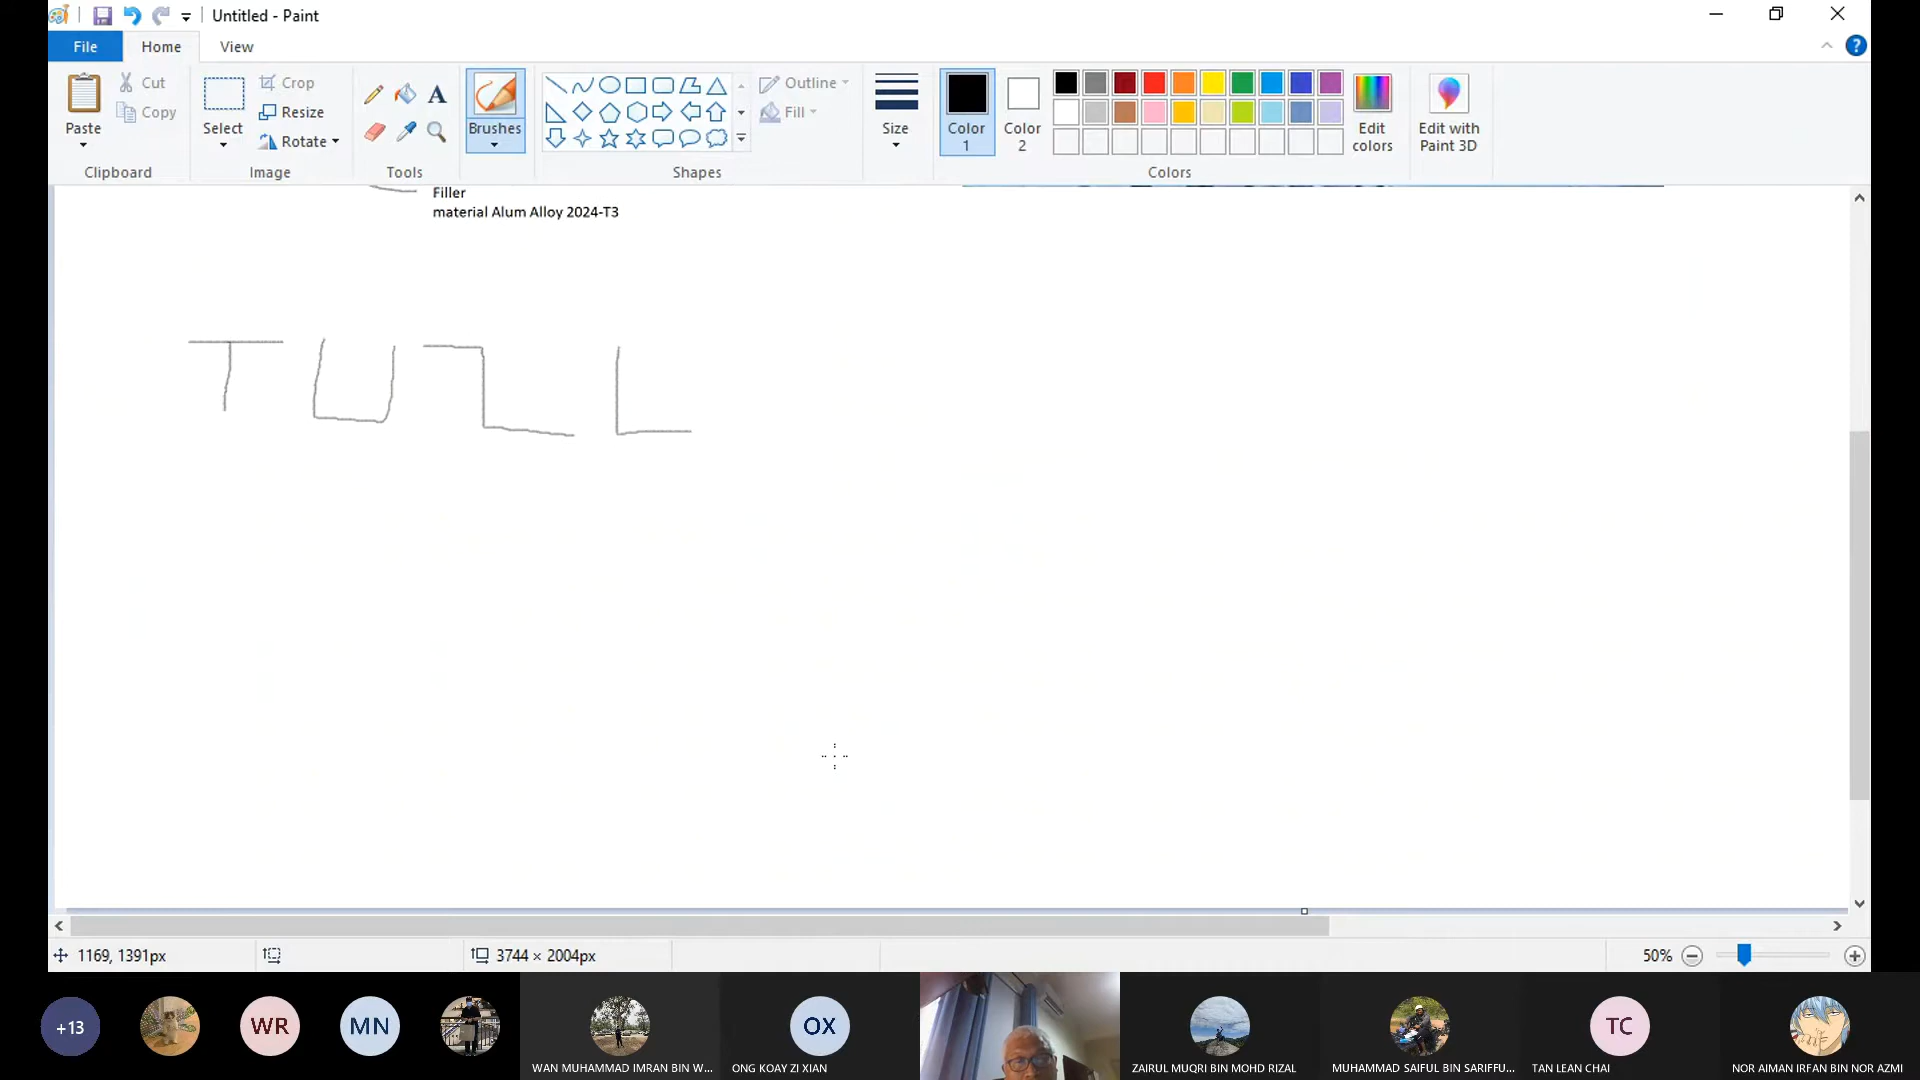 Untitled - Paint
File Home View
Paste
Cut
Copy
Clipboard
Select
Crop
Resize
Rotate
Image
A
Tools
Brushes
Shapes
Outline
Fill
Size
Color 1
Color 2
Colors
Edit colors
Edit with Paint 3D
Filler
material Alum Alloy 2024-T3
T U Z L
1169, 1391px
3744 × 2004px
50%
+13
WR
MN
WAN MUHAMMAD IMRAN BIN W...
OX
ONG KOAY ZI XIAN
ZAIRUL MUQRI BIN MOHD RIZAL
MUHAMMAD SAIFUL BIN SARIFFU...
TC
TAN LEAN CHAI
NOR AIMAN IRFAN BIN NOR AZMI